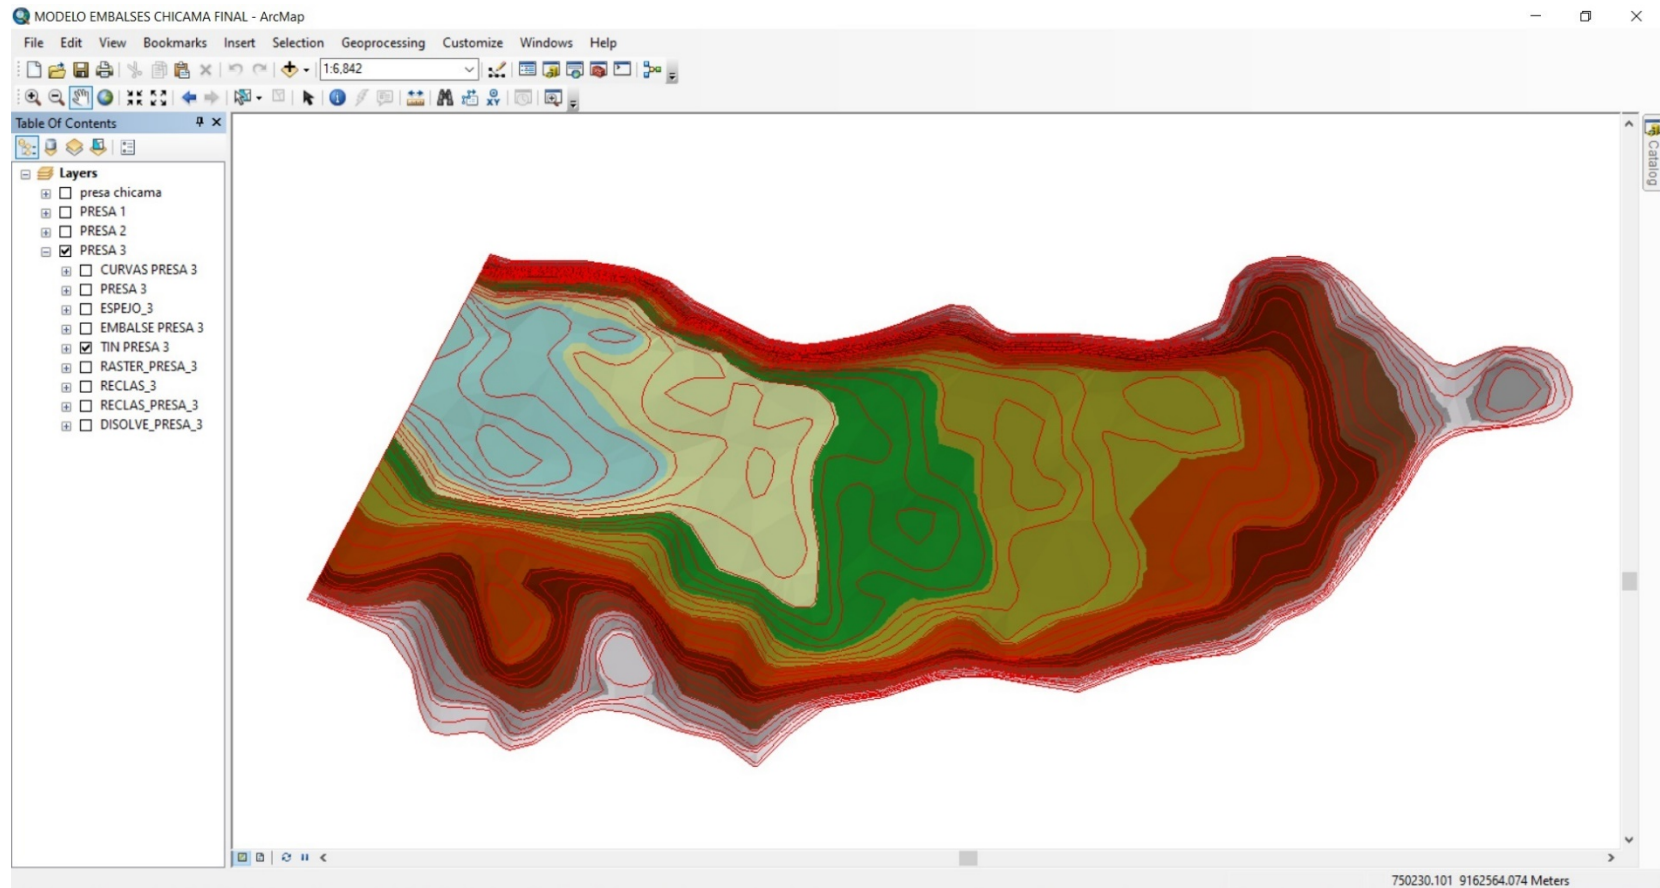 MODELO EMBALSES CHICAMA FINAL - ArcMap
File Edit View Bookmarks Insert Selection Geoprocessing Customize Windows Help
1:6,842
Table Of Contents
Layers
presa chicama
PRESA 1
PRESA 2
PRESA 3
CURVAS PRESA 3
PRESA 3
ESPEJO_3
EMBALSE PRESA 3
TIN PRESA 3
RASTER_PRESA_3
RECLAS_3
RECLAS_PRESA_3
DISOLVE_PRESA_3
Catalog
750230.101 9162564.074 Meters